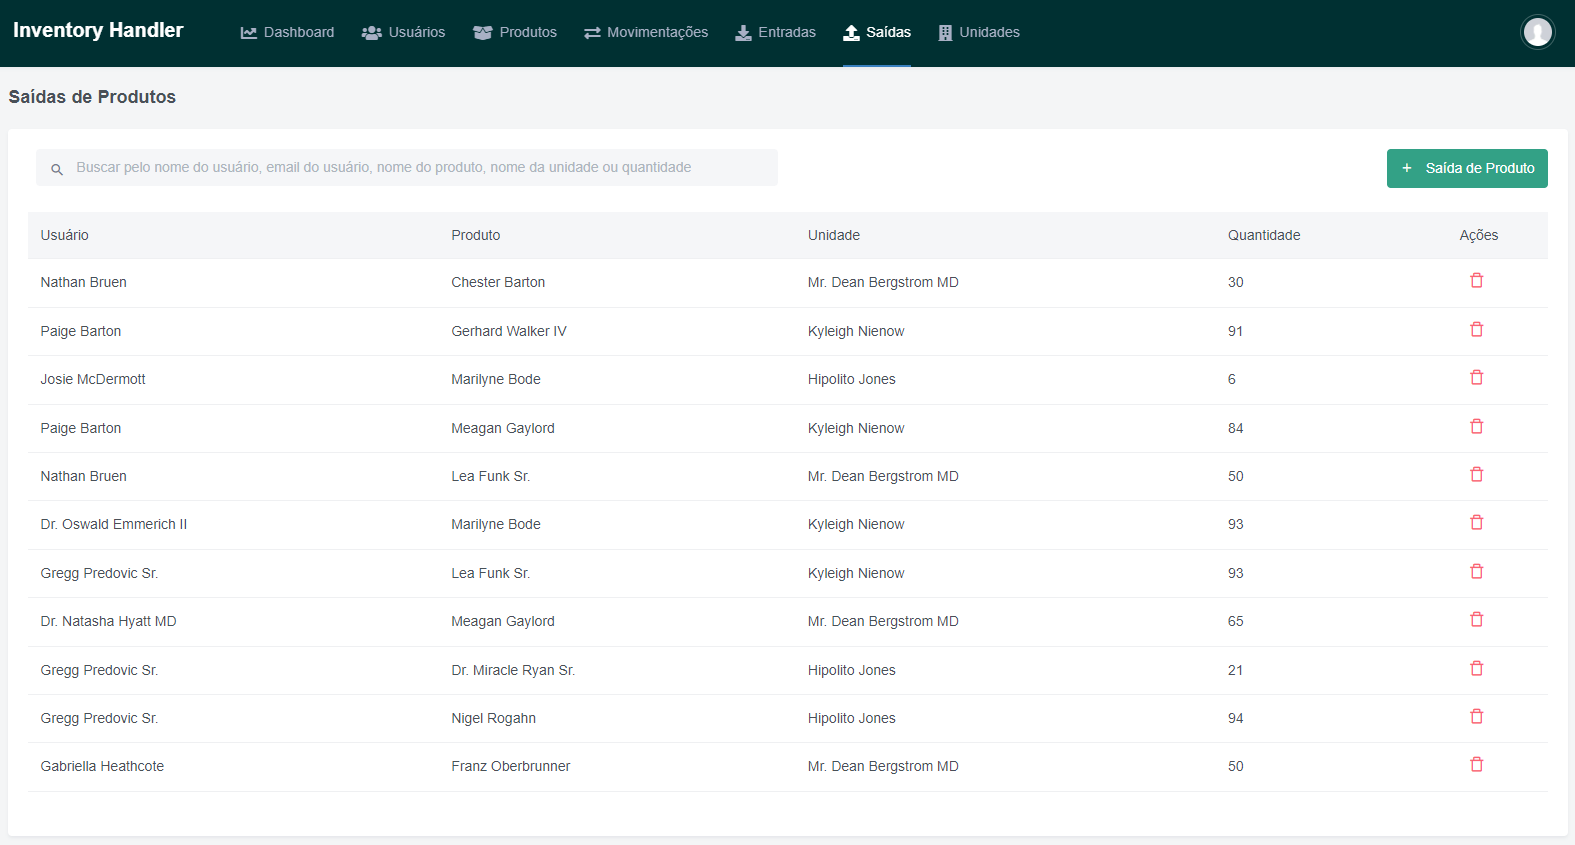 Inventory Handler Dashboard Usuários Produtos Movimentações Entradas Saídas Unidades
Saídas de Produtos
Buscar pelo nome do usuário, email do usuário, nome do produto, nome da unidade ou quantidade + Saída de Produto
Usuário Produto Unidade Quantidade Ações
Nathan Bruen Chester Barton Mr. Dean Bergstrom MD 30
Paige Barton Gerhard Walker IV Kyleigh Nienow 91
Josie McDermott Marilyne Bode Hipolito Jones 6
Paige Barton Meagan Gaylord Kyleigh Nienow 84
Nathan Bruen Lea Funk Sr. Mr. Dean Bergstrom MD 50
Dr. Oswald Emmerich II Marilyne Bode Kyleigh Nienow 93
Gregg Predovic Sr. Lea Funk Sr. Kyleigh Nienow 93
Dr. Natasha Hyatt MD Meagan Gaylord Mr. Dean Bergstrom MD 65
Gregg Predovic Sr. Dr. Miracle Ryan Sr. Hipolito Jones 21
Gregg Predovic Sr. Nigel Rogahn Hipolito Jones 94
Gabriella Heathcote Franz Oberbrunner Mr. Dean Bergstrom MD 50